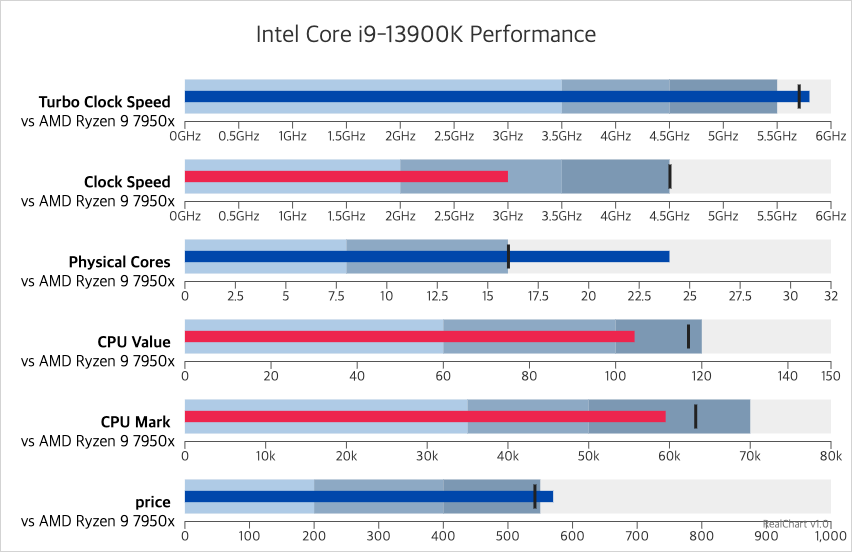 Intel Core i9-13900K Performance
Turbo Clock Speed
vs AMD Ryzen 9 7950x
0GHz 0.5GHz 1GHz 1.5GHz 2GHz 2.5GHz 3GHz 3.5GHz 4GHz 4.5GHz 5GHz 5.5GHz 6GHz
Clock Speed
vs AMD Ryzen 9 7950x
0GHz 0.5GHz 1GHz 1.5GHz 2GHz 2.5GHz 3GHz 3.5GHz 4GHz 4.5GHz 5GHz 5.5GHz 6GHz
Physical Cores
vs AMD Ryzen 9 7950x
0 2.5 5 7.5 10 12.5 15 17.5 20 22.5 25 27.5 30 32
CPU Value
vs AMD Ryzen 9 7950x
0 20 40 60 80 100 120 140 150
CPU Mark
vs AMD Ryzen 9 7950x
0 10k 20k 30k 40k 50k 60k 70k 80k
price
vs AMD Ryzen 9 7950x
0 100 200 300 400 500 600 700 800 900 1,000
RealChart v1.0